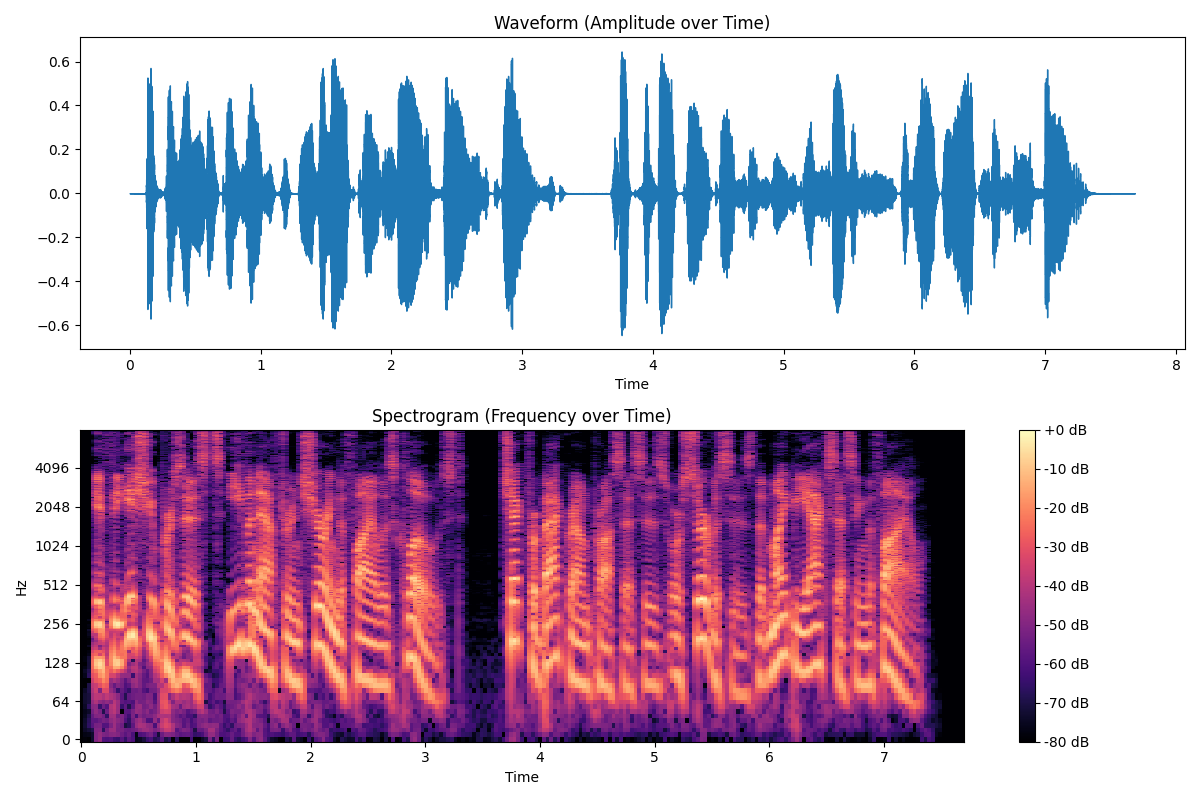 Waveform (Amplitude over Time)
0.6
0.4
0.2
0.0
−0.2
−0.4
−0.6
0 1 2 3 4 5 6 7 8
Time
Spectrogram (Frequency over Time)
4096
2048
1024
512
256
128
64
0
Hz
0 1 2 3 4 5 6 7
Time
+0 dB
-10 dB
-20 dB
-30 dB
-40 dB
-50 dB
-60 dB
-70 dB
-80 dB